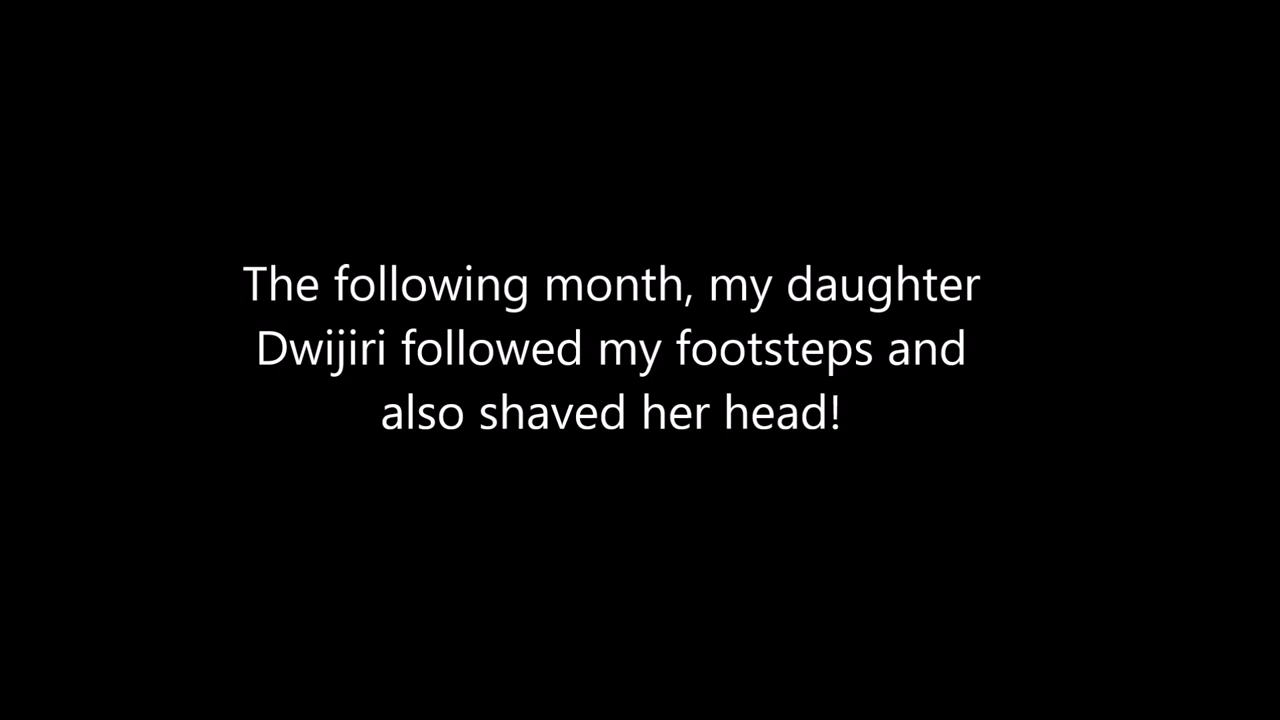 The following month, my daughter
Dwijiri followed my footsteps and
also shaved her head!